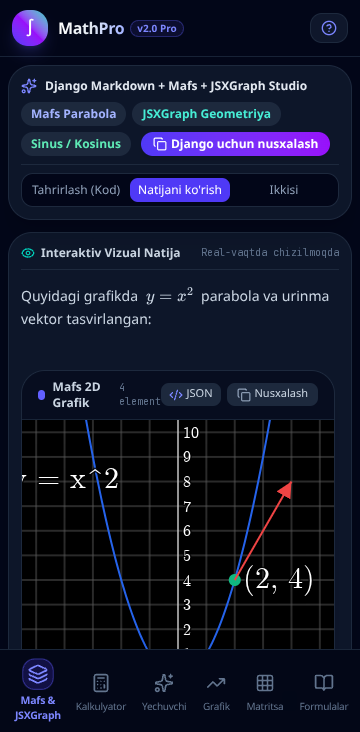 ∫ MathPro v2.0 Pro
Django Markdown + Mafs + JSXGraph Studio
Mafs Parabola JSXGraph Geometriya
Sinus / Kosinus Django uchun nusxalash
Tahrirlash (Kod) Natijani ko'rish Ikkisi
Interaktiv Vizual Natija Real-vaqtda chizilmoqda
Quyidagi grafikda y = x² parabola va urinma
vektor tasvirlangan:
Mafs 2D Grafik
4 element
JSON
Nusxalash
10
9
y = x^2 8
7
6
5
4 (2, 4)
3
2
Mafs & JSXGraph
Kalkulyator
Yechuvchi
Grafik
Matritsa
Formulalar